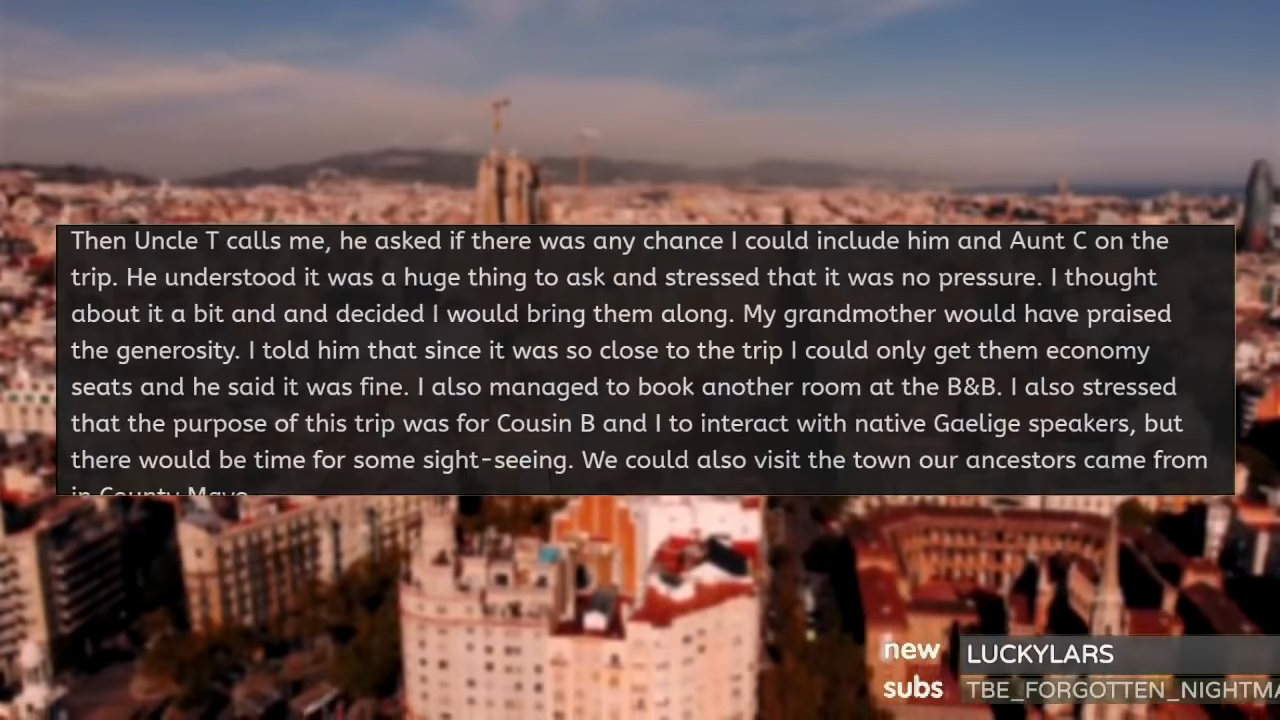 Then Uncle T calls me, he asked if there was any chance I could include him and Aunt C on the
trip. He understood it was a huge thing to ask and stressed that it was no pressure. I thought
about it a bit and and decided I would bring them along. My grandmother would have praised
the generosity. I told him that since it was so close to the trip I could only get them economy
seats and he said it was fine. I also managed to book another room at the B&B. I also stressed
that the purpose of this trip was for Cousin B and I to interact with native Gaelige speakers, but
there would be time for some sight-seeing. We could also visit the town our ancestors came from
in County Mayo
new LUCKYLARS
subs TBE_FORGOTTEN_NIGHTMA